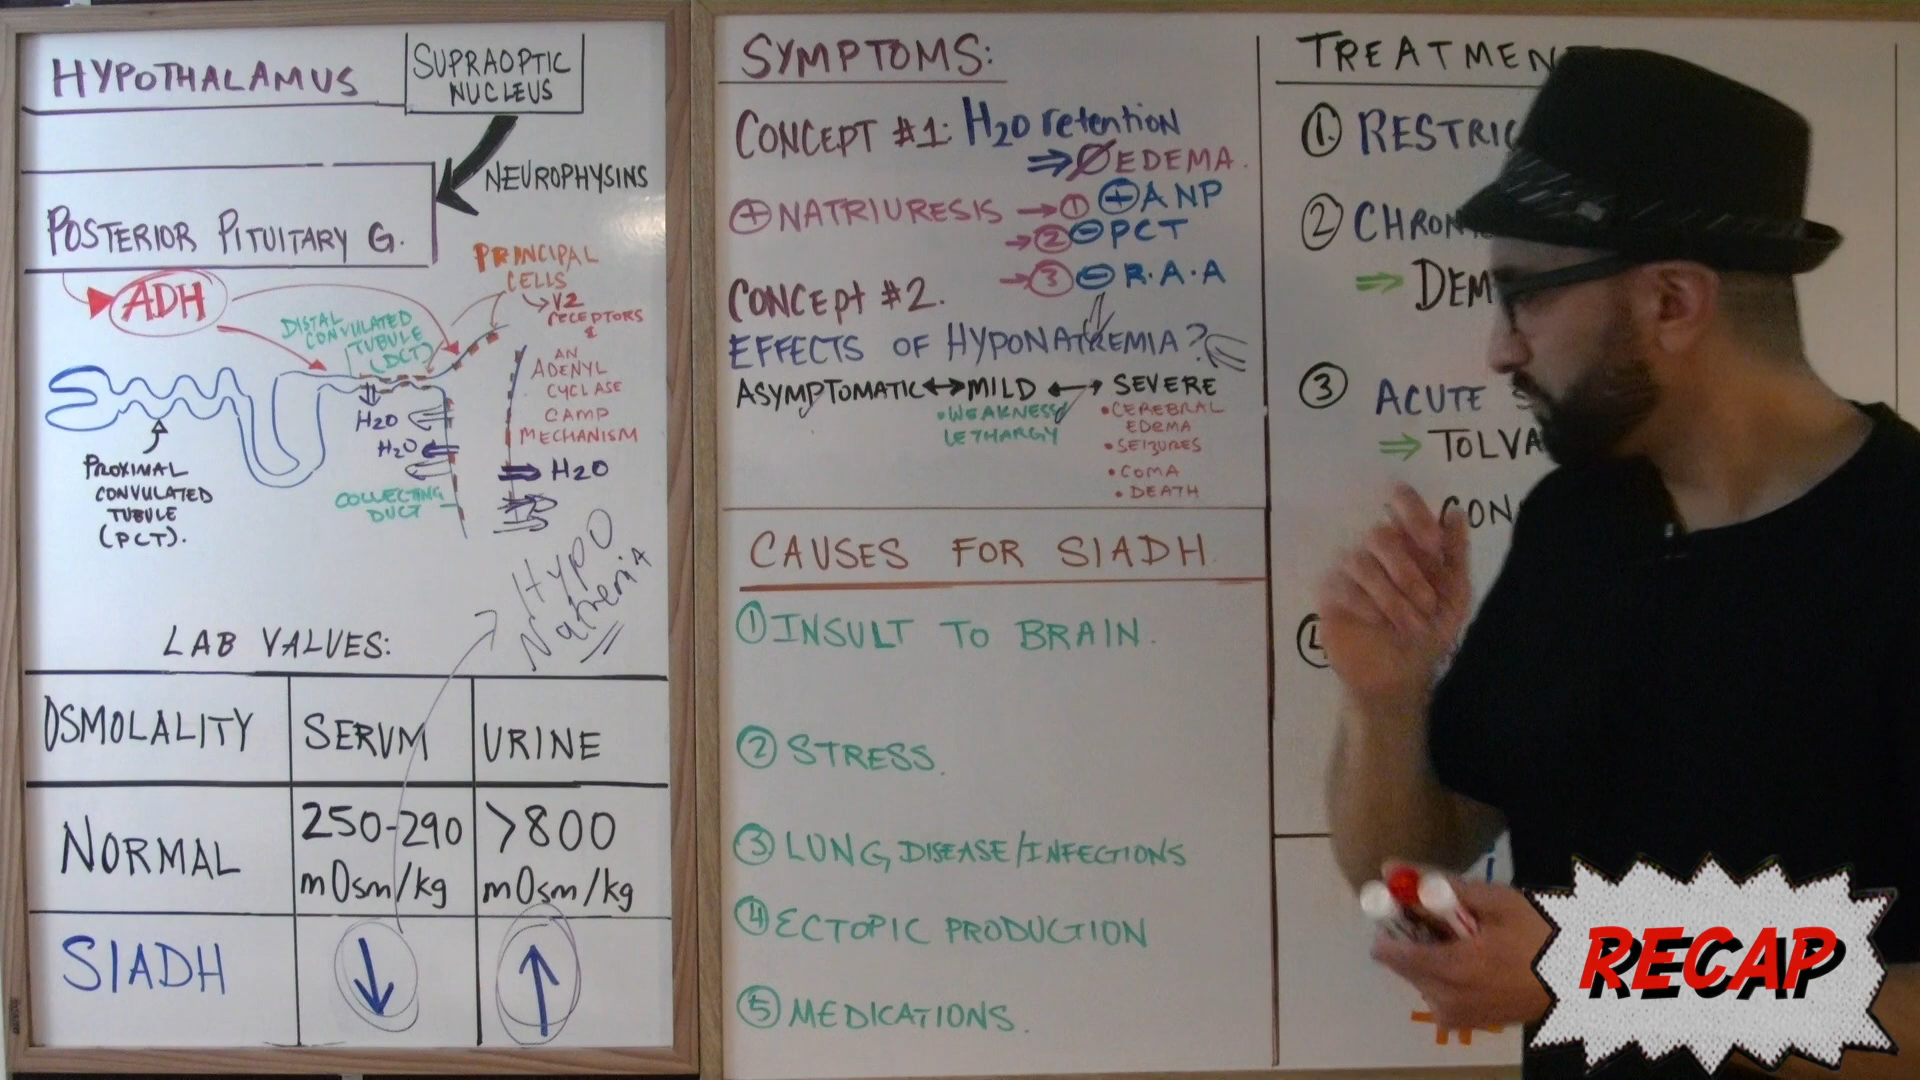 HYPOTHALAMUS
SUPRAOPTIC
NUCLEUS
NEUROPHYSINS
POSTERIOR PITUITARY G.
ADH
PRINCIPAL
CELLS
V2
RECEPTORS
&
AN
ADENYL
CYCLASE
CAMP
MECHANISM
DISTAL
CONVULATED
TUBULE
(DCT)
H2O
H2O
H2O
COLLECTING
DUCT
PROXIMAL
CONVULATED
TUBULE
(PCT).
HYPO
Natremia
LAB VALUES:
OSMOLALITY SERUM URINE
NORMAL 250-290 mOsm/kg >800 mOsm/kg
SIADH ↓ ↑
SYMPTOMS:
CONCEPT #1: H2O retention
⇒ ∅ EDEMA.
⊕ NATRIURESIS → ① ⊕ ANP
→ ② ⊖ PCT
→ ③ ⊖ R.A.A
CONCEPT #2.
EFFECTS OF HYPONATREMIA?
ASYMPTOMATIC ↔ MILD ↔ SEVERE
• WEAKNESS
LETHARGY
• CEREBRAL
EDEMA
• SEIZURES
• COMA
• DEATH
CAUSES FOR SIADH
① INSULT TO BRAIN.
② STRESS.
③ LUNG DISEASE/INFECTIONS
④ ECTOPIC PRODUCTION
⑤ MEDICATIONS.
TREATMEN
① RESTRIC
② CHRON
⇒ DEM
③ ACUTE
⇒ TOLVA
CON
④
RECAP